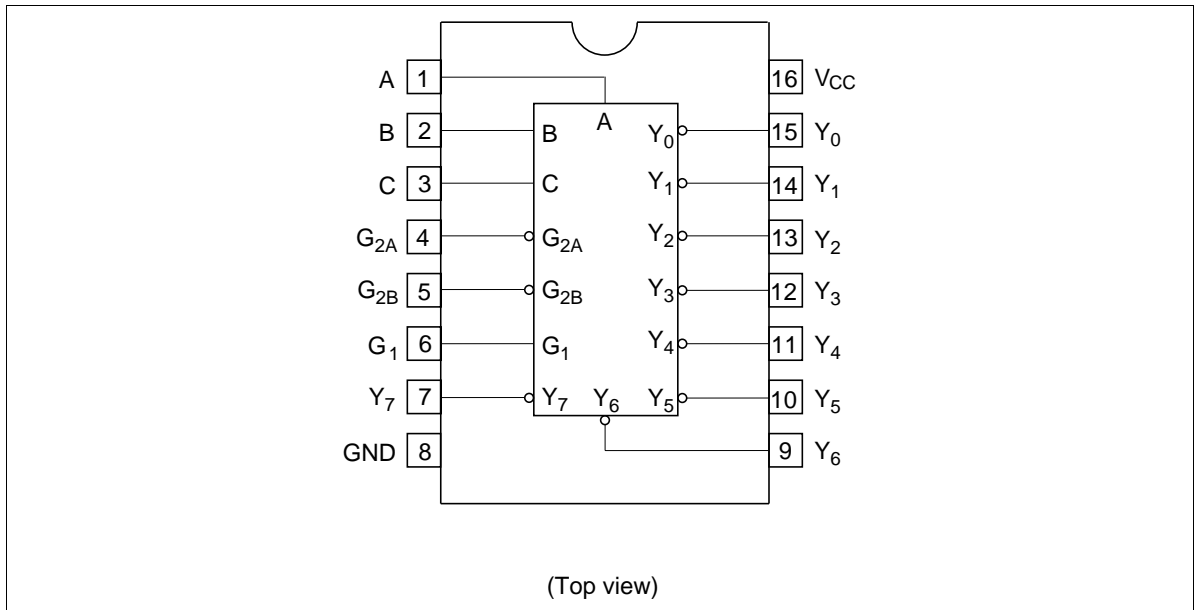 A 1 16 VCC
A
B 2 B Y0 15 Y0
C 3 C Y1 14 Y1
G2A 4 G2A Y2 13 Y2
G2B 5 G2B Y3 12 Y3
G1 6 G1 Y4 11 Y4
Y7 7 Y7 Y6 Y5 10 Y5
GND 8 9 Y6
(Top view)